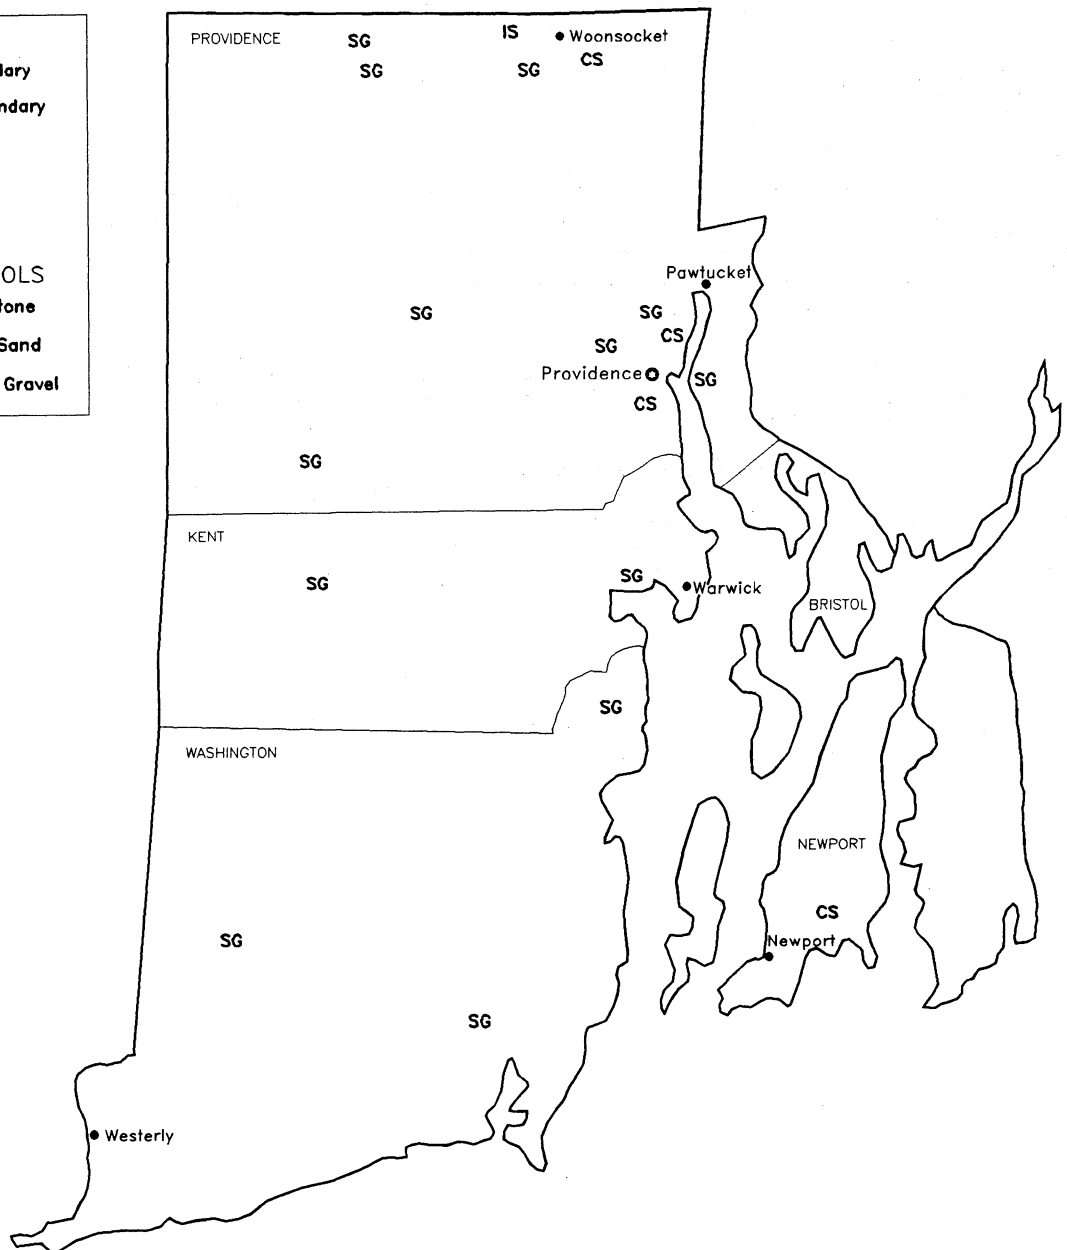 PROVIDENCE
SG
IS
Woonsocket
CS
SG
SG
Pawtucket
SG
SG
CS
SG
Providence
SG
CS
SG
KENT
SG
SG
Warwick
BRISTOL
SG
WASHINGTON
NEWPORT
CS
Newport
SG
SG
Westerly
lary
ndary
OLS
tone
Sand
Gravel